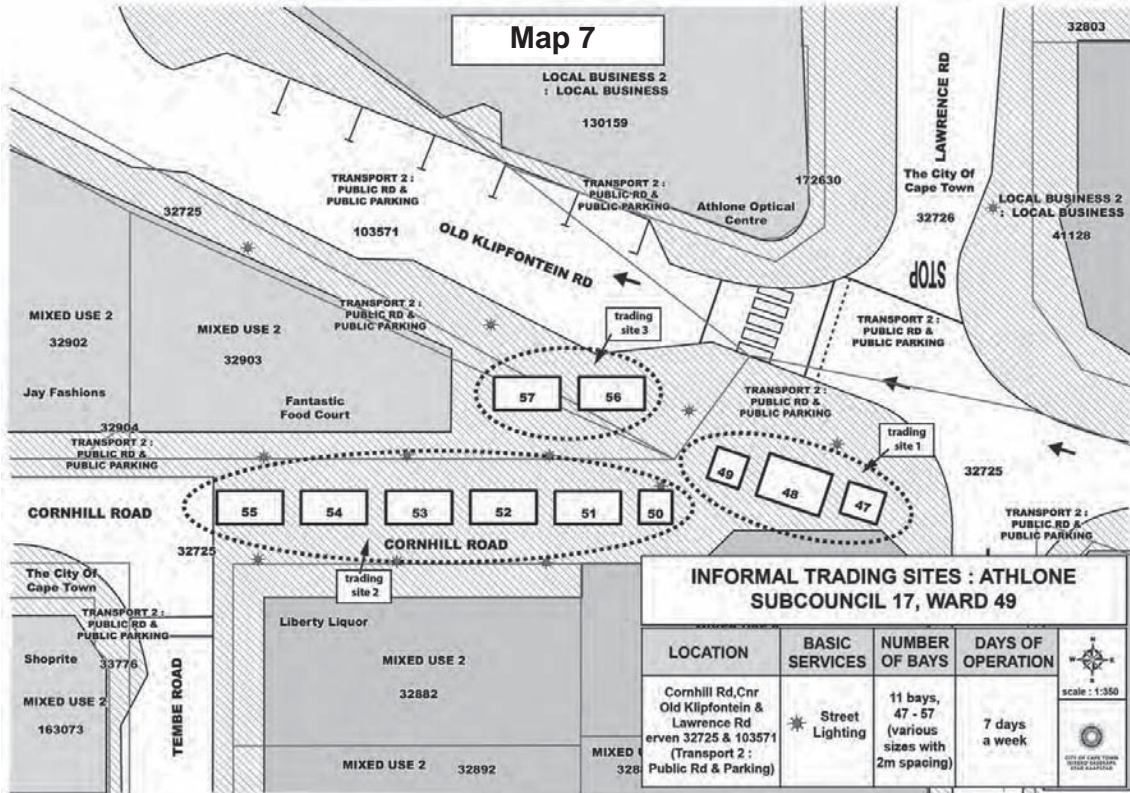 Map 7
32803
LOCAL BUSINESS 2
: LOCAL BUSINESS
130159
LAWRENCE RD
TRANSPORT 2 :
PUBLIC RD &
PUBLIC PARKING
103571
TRANSPORT 2 :
PUBLIC RD &
PUBLIC PARKING
172630
The City Of
Cape Town
32726
LOCAL BUSINESS 2
: LOCAL BUSINESS
41128
32725
Athlone Optical
Centre
OLD KLIPFONTEIN RD
STOP
TRANSPORT 2 :
PUBLIC RD &
PUBLIC PARKING
MIXED USE 2
32902
Jay Fashions
MIXED USE 2
32903
Fantastic
Food Court
TRANSPORT 2 :
PUBLIC RD &
PUBLIC PARKING
trading
site 3
57
56
TRANSPORT 2 :
PUBLIC RD &
PUBLIC PARKING
32904
TRANSPORT 2 :
PUBLIC RD &
PUBLIC PARKING
trading
site 1
49
48
47
32725
CORNHILL ROAD
55
54
53
52
51
50
CORNHILL ROAD
TRANSPORT 2 :
PUBLIC RD &
PUBLIC PARKING
32725
trading
site 2
The City Of
Cape Town
TRANSPORT 2 :
PUBLIC RD &
PUBLIC PARKING
Shoprite
33776
MIXED USE 2
163073
TEMBE ROAD
Liberty Liquor
MIXED USE 2
32882
MIXED USE 2
32892
MIXED
INFORMAL TRADING SITES : ATHLONE
SUBCOUNCIL 17, WARD 49
LOCATION
BASIC
SERVICES
NUMBER
OF BAYS
DAYS OF
OPERATION
Cornhill Rd,Cnr
Old Klipfontein &
Lawrence Rd
erven 32725 & 103571
(Transport 2 :
Public Rd & Parking)
Street
Lighting
11 bays,
47 - 57
(various
sizes with
2m spacing)
7 days
a week
N
W
E
S
scale : 1:350
CITY OF CAPE TOWN
ISIXEKO SASEKAPA
STAD KAAPSTAD